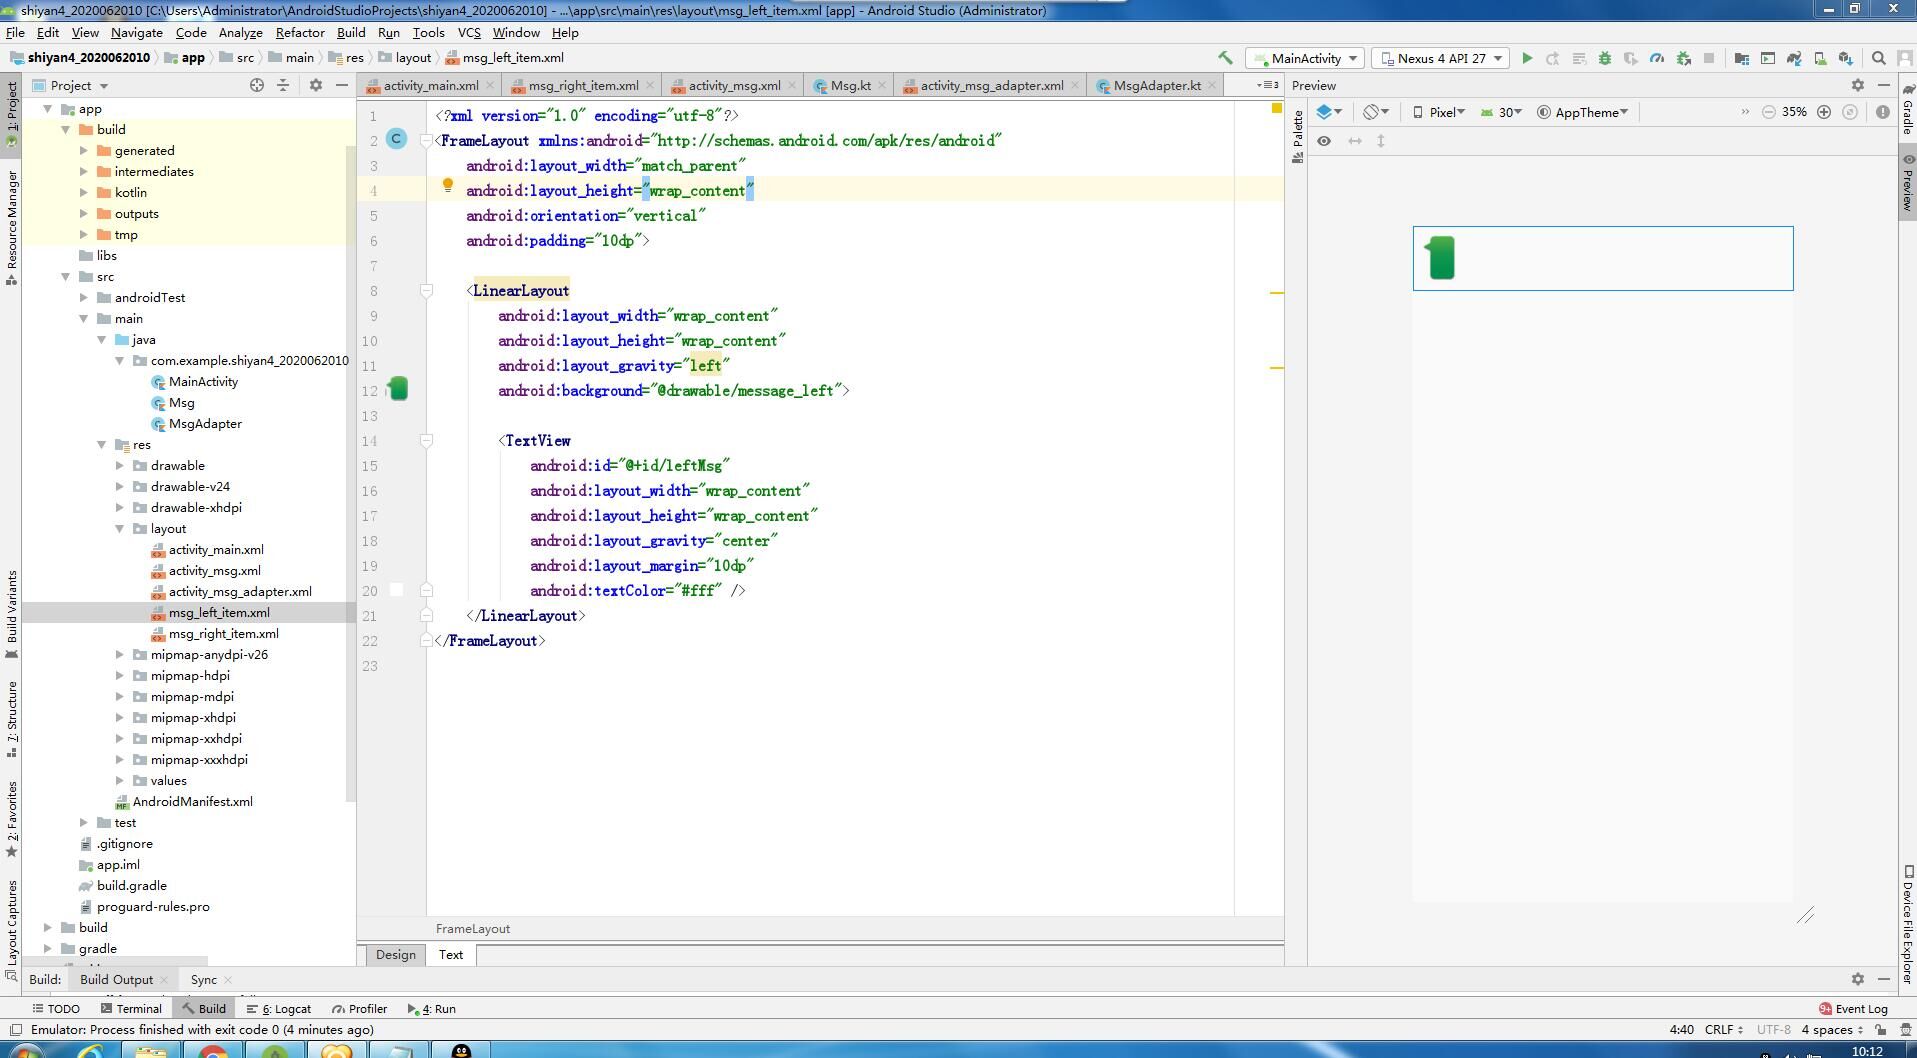 shiyan4_2020062010 [C:\Users\Administrator\AndroidStudioProjects\shiyan4_2020062010] - ...\app\src\main\res\layout\msg_left_item.xml [app] - Android Studio (Administrator)
File Edit View Navigate Code Analyze Refactor Build Run Tools VCS Window Help
shiyan4_2020062010 app src main res layout msg_left_item.xml MainActivity Nexus 4 API 27
Project activity_main.xml msg_right_item.xml activity_msg.xml Msg.kt activity_msg_adapter.xml MsgAdapter.kt Preview
Pixel 30 AppTheme 35%
1: Project
Resource Manager
Build Variants
7: Structure
2: Favorites
Layout Captures
app
build
generated
intermediates
kotlin
outputs
tmp
libs
src
androidTest
main
java
com.example.shiyan4_2020062010
MainActivity
Msg
MsgAdapter
res
drawable
drawable-v24
drawable-xhdpi
layout
activity_main.xml
activity_msg.xml
activity_msg_adapter.xml
msg_left_item.xml
msg_right_item.xml
mipmap-anydpi-v26
mipmap-hdpi
mipmap-mdpi
mipmap-xhdpi
mipmap-xxhdpi
mipmap-xxxhdpi
values
AndroidManifest.xml
test
.gitignore
app.iml
build.gradle
proguard-rules.pro
build
gradle
1 <?xml version="1.0" encoding="utf-8"?>
2 <FrameLayout xmlns:android="http://schemas.android.com/apk/res/android"
3 android:layout_width="match_parent"
4 android:layout_height="wrap_content"
5 android:orientation="vertical"
6 android:padding="10dp">
7
8 <LinearLayout
9 android:layout_width="wrap_content"
10 android:layout_height="wrap_content"
11 android:layout_gravity="left"
12 android:background="@drawable/message_left">
13
14 <TextView
15 android:id="@+id/leftMsg"
16 android:layout_width="wrap_content"
17 android:layout_height="wrap_content"
18 android:layout_gravity="center"
19 android:layout_margin="10dp"
20 android:textColor="#fff" />
21 </LinearLayout>
22 </FrameLayout>
23
FrameLayout
Design Text
Palette
Gradle
Preview
Device File Explorer
Build: Build Output Sync
TODO Terminal Build 6: Logcat Profiler 4: Run Event Log
Emulator: Process finished with exit code 0 (4 minutes ago) 4:40 CRLF UTF-8 4 spaces
10:12